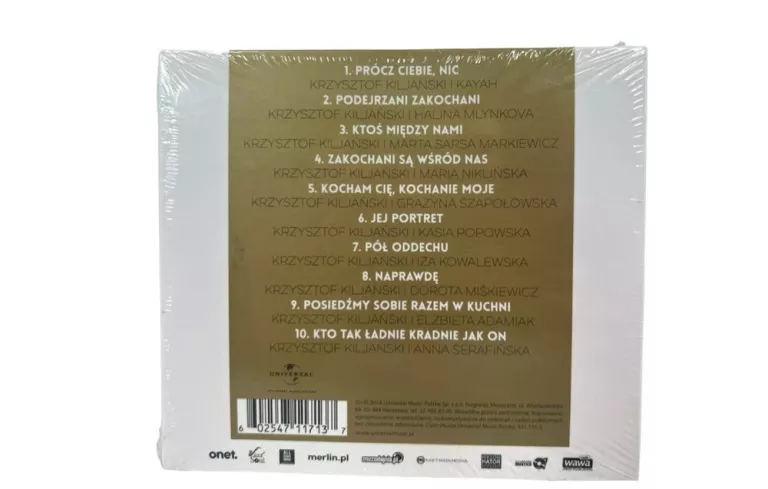 1. PRÓCZ CIEBIE, NIC
KRZYSZTOF KILJAŃSKI I KAYAH
2. PODEJRZANI ZAKOCHANI
KRZYSZTOF KILJAŃSKI I HALINA MLYNKOVA
3. KTOŚ MIĘDZY NAMI
KRZYSZTOF KILJAŃSKI I MARTA SARSA MARKIEWICZ
4. ZAKOCHANI SĄ WŚRÓD NAS
KRZYSZTOF KILJAŃSKI I MARIA NIKLIŃSKA
5. KOCHAM CIĘ, KOCHANIE MOJE
KRZYSZTOF KILJAŃSKI I GRAŻYNA SZAPOŁOWSKA
6. JEJ PORTRET
KRZYSZTOF KILJAŃSKI I KASIA POPOWSKA
7. PÓŁ ODDECHU
KRZYSZTOF KILJAŃSKI I IZA KOWALEWSKA
8. NAPRAWDĘ
KRZYSZTOF KILJAŃSKI I DOROTA MIŚKIEWICZ
9. POSIEDŹMY SOBIE RAZEM W KUCHNI
KRZYSZTOF KILJAŃSKI I ELŻBIETA ADAMIAK
10. KTO TAK ŁADNIE KRADNIE JAK ON
KRZYSZTOF KILJAŃSKI I ANNA SERAFIŃSKA
UNIVERSAL
6 02547 11713 7
onet.
merlin.pl
wawa